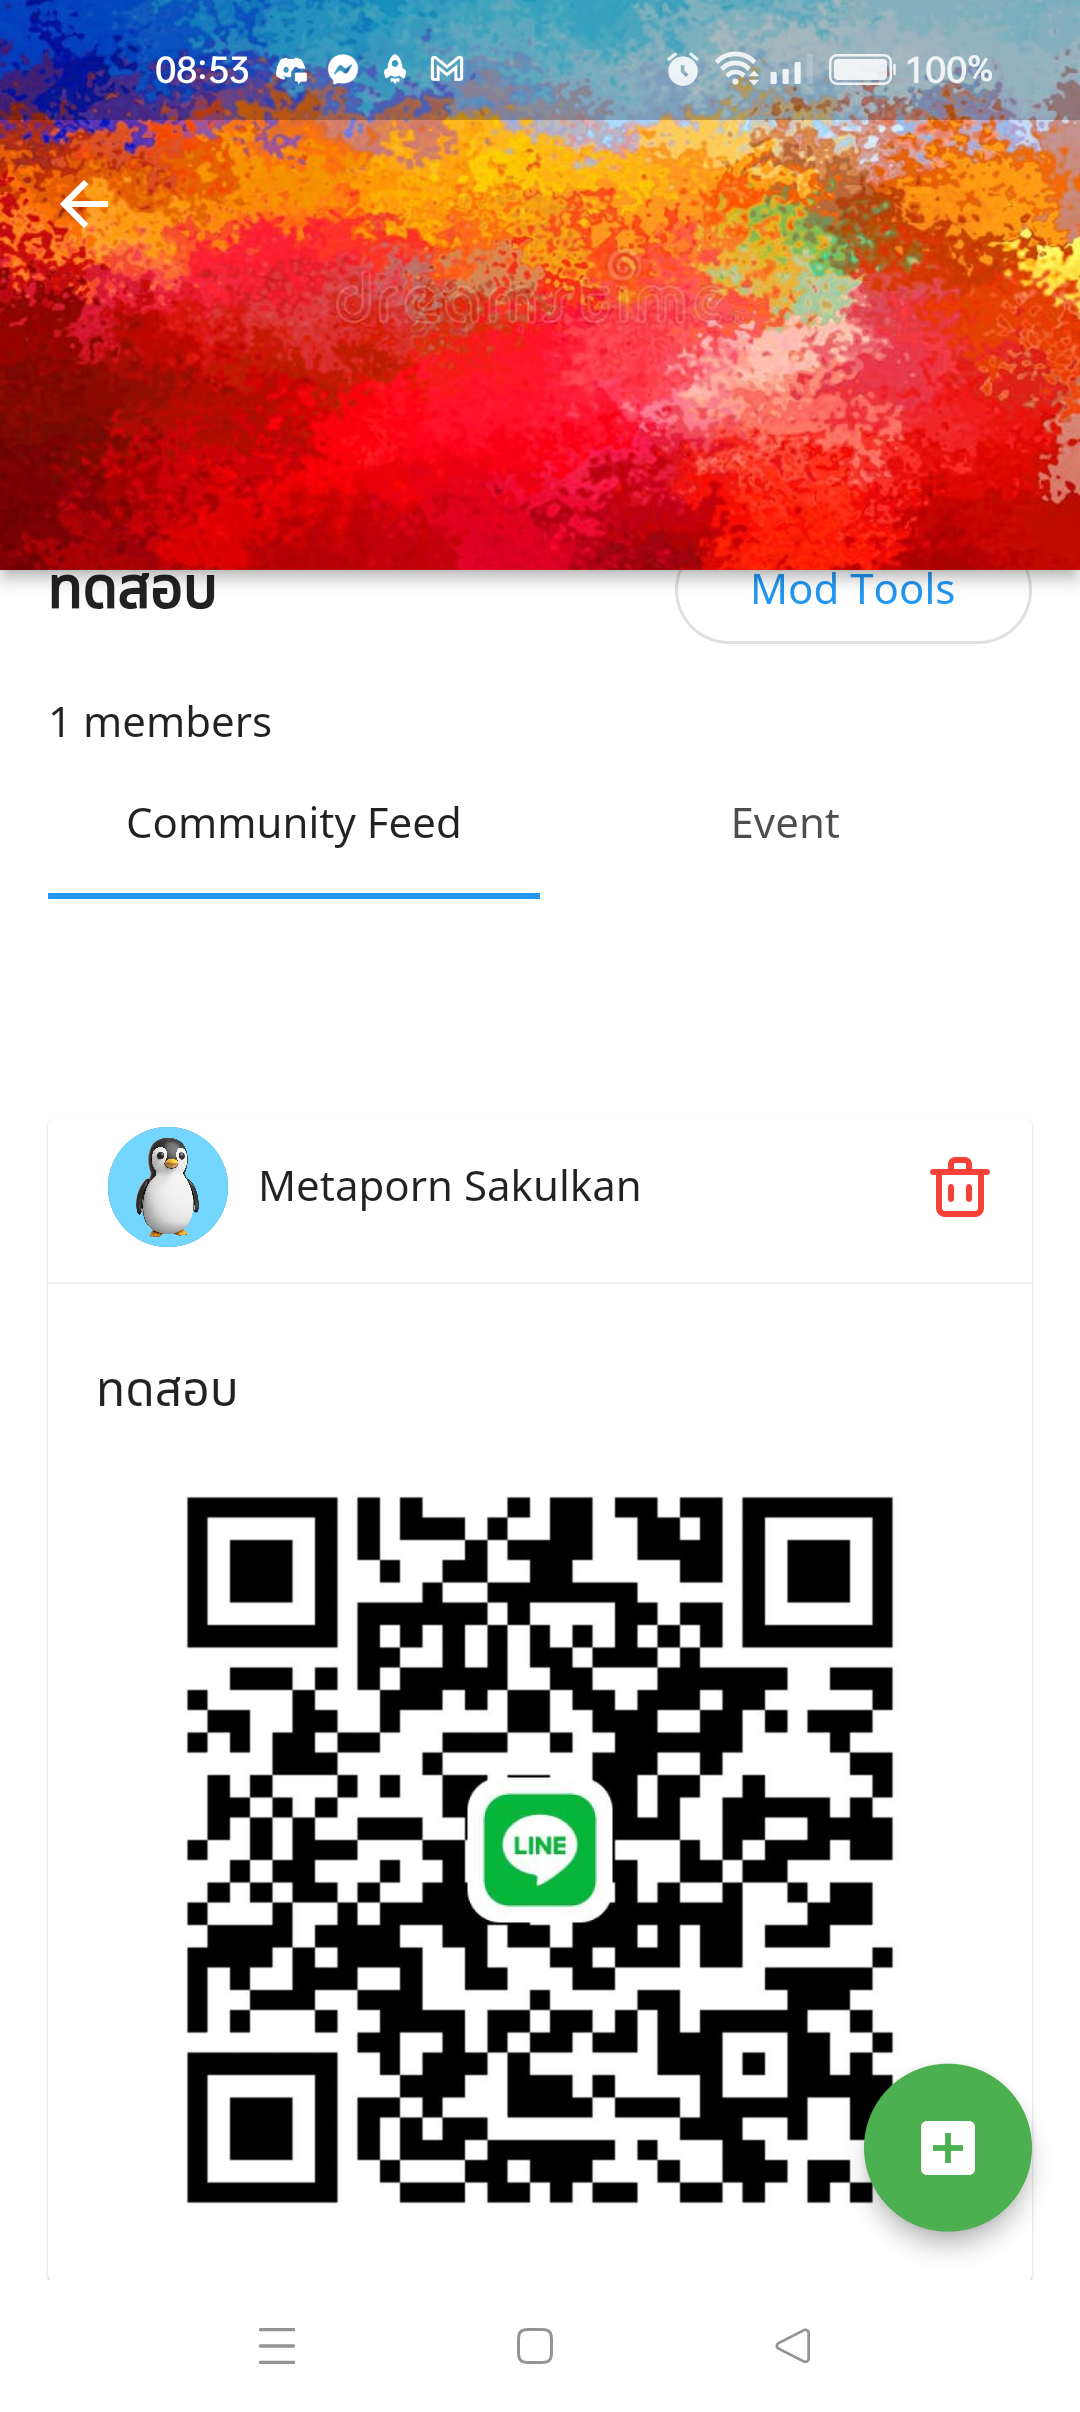 08:53
100%
dreamstime
ทดสอบ
Mod Tools
1 members
Community Feed
Event
Metaporn Sakulkan
ทดสอบ
LINE